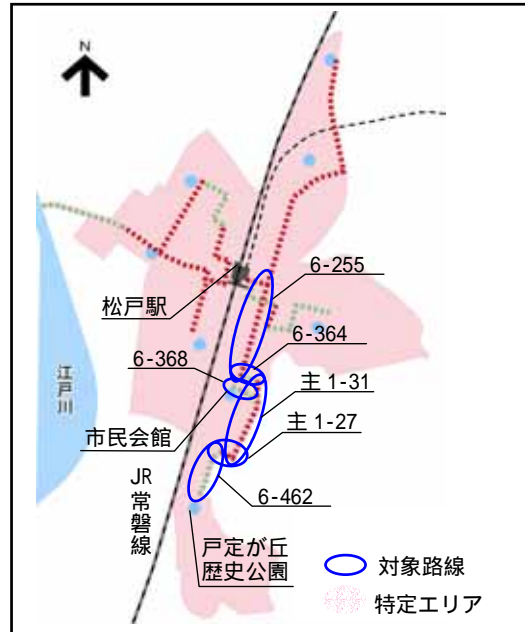 N
6-255
松戸駅
6-364
6-368
主 1-31
江戸川
市民会館
主 1-27
JR
常磐線
6-462
戸定が丘
歴史公園
対象路線
特定エリア